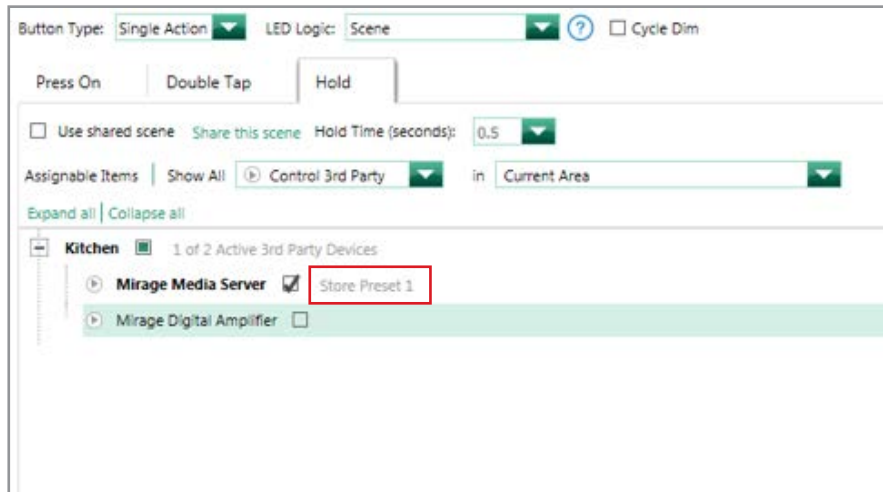 Button Type: Single Action LED Logic: Scene ? Cycle Dim
Press On Double Tap Hold
Use shared scene Share this scene Hold Time (seconds): 0.5
Assignable Items | Show All Control 3rd Party in Current Area
Expand all | Collapse all
Kitchen 1 of 2 Active 3rd Party Devices
Mirage Media Server Store Preset 1
Mirage Digital Amplifier